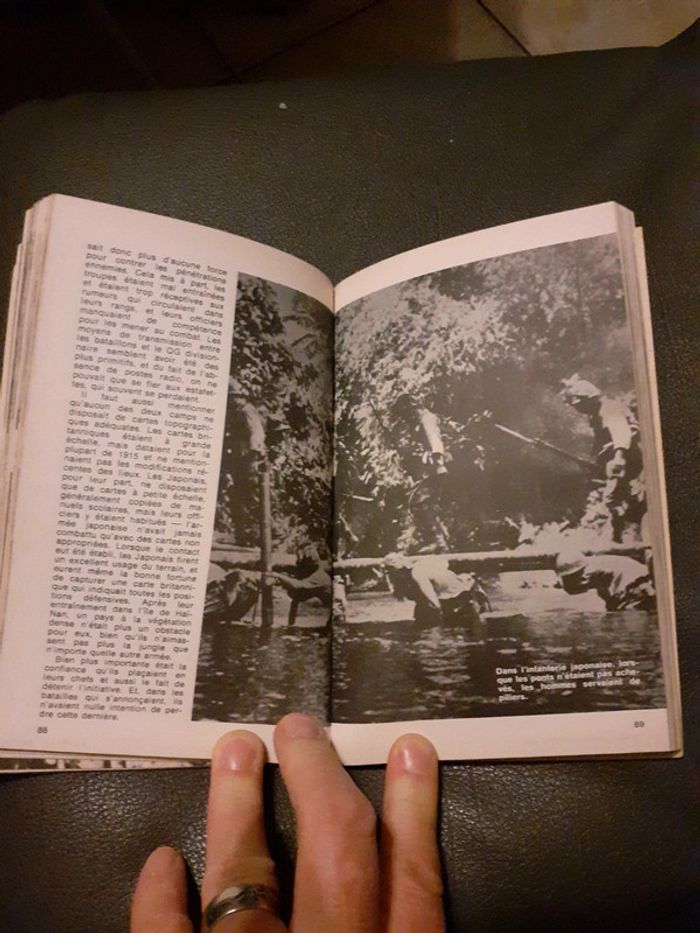 sait donc plus d'aucune force
pour contrer les pénétrations
ennemies. Cela mis à part, les
troupes étaient mal entraînées
et étaient trop réceptives aux
rumeurs qui circulaient dans
leurs rangs, et leurs officiers
manquaient de compétence
pour les mener au combat. Les
moyens de transmission entre
les bataillons et le QG division-
naire semblent avoir été des
plus primitifs, et du fait de l'ab-
sence de postes radio, on ne
pouvait que se fier aux estafet-
tes, qui souvent se perdaient.
Il faut aussi mentionner
qu'aucun des deux camps ne
disposait de cartes topographi-
ques adéquates. Les cartes bri-
tanniques étaient à grande
échelle, mais dataient pour la
plupart de 1915 et ne mention-
naient pas les modifications ré-
centes des lieux. Les Japonais,
pour leur part, ne disposaient
que de cartes à petite échelle,
généralement copiées de ma-
nuels scolaires, mais leurs offi-
ciers y étaient habitués — l'ar-
mée japonaise n'avait jamais
combattu qu'avec des cartes non
appropriées. Lorsque le contact
eut été établi, les Japonais firent
un excellent usage du terrain, et
eurent même la bonne fortune
de capturer une carte britanni-
que qui indiquait toutes les posi-
tions défensives. Après leur
entraînement dans l'île de Haï-
Nan, un pays à la végétation
dense n'était plus un obstacle
pour eux, bien qu'ils n'aimas-
sent pas plus la jungle que
n'importe quelle autre armée.
Bien plus importante était la
confiance qu'ils plaçaient en
leurs chefs et aussi le fait de
détenir l'initiative. Et, dans les
batailles qui s'annonçaient, ils
n'avaient nulle intention de per-
dre cette dernière.
88
Dans l'infanterie japonaise, lors-
que les ponts n'étaient pas ache-
vés, les hommes servaient de
piliers.
89